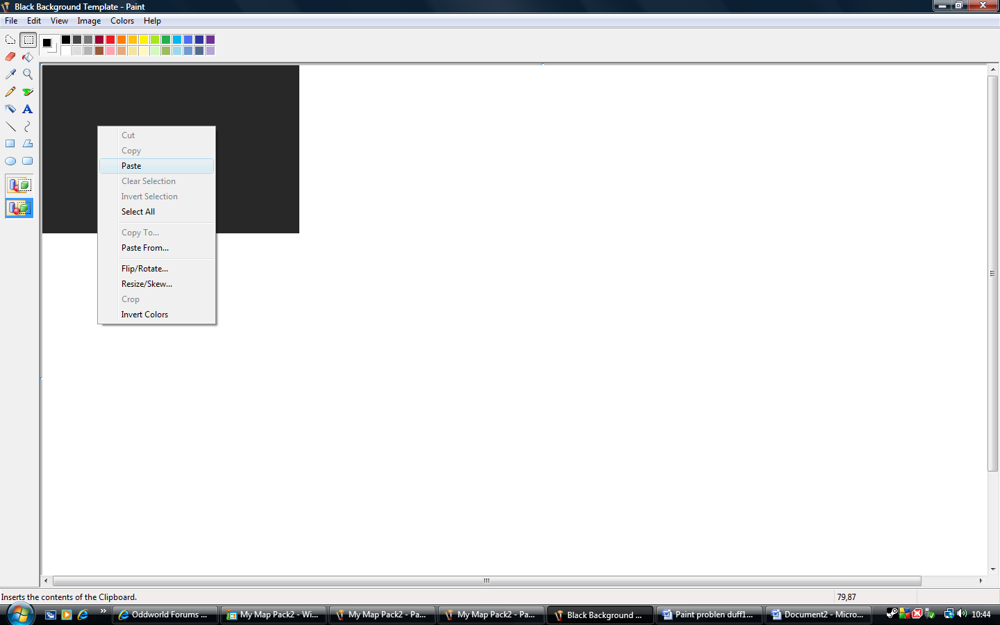 Black Background Template - Paint
File Edit View Image Colors Help
Cut
Copy
Paste
Clear Selection
Invert Selection
Select All
Copy To...
Paste From...
Flip/Rotate...
Resize/Skew...
Crop
Invert Colors
Inserts the contents of the Clipboard.
79,87
Oddworld Forums ...
My Map Pack2 - Wi...
My Map Pack2 - Pa...
My Map Pack2 - Pa...
Black Background ...
Paint problen duff1...
Document2 - Micro...
10:44